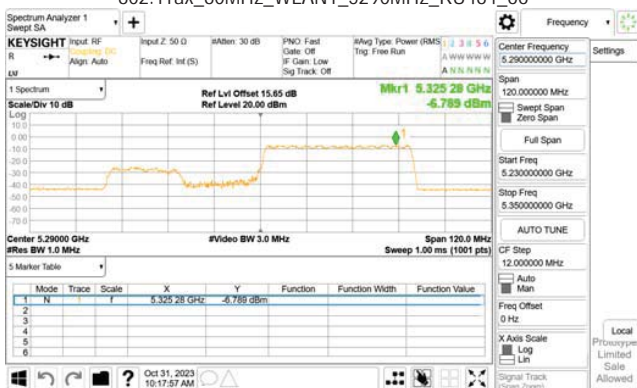 Spectrum Analyzer 1
Swept SA
Frequency
KEYSIGHT
Input: RF
Coupling: DC
Align: Auto
Input Z: 50 Ω
Freq Ref: Int (S)
#Atten: 30 dB
PNO: Fast
Gate: Off
IF Gain: Low
Sig Track: Off
#Avg Type: Power (RMS
Trig: Free Run
1 2 3 4 5 6
A W W W W W
A N N N N N
R
LXI
1 Spectrum
Scale/Div 10 dB
Ref Lvl Offset 15.65 dB
Ref Level 20.00 dBm
Mkr1 5.325 28 GHz
-6.789 dBm
Log
10.0
0.00
-10.0
-20.0
-30.0
-40.0
-50.0
-60.0
-70.0
1
Center 5.29000 GHz
#Res BW 1.0 MHz
#Video BW 3.0 MHz
Span 120.0 MHz
Sweep 1.00 ms (1001 pts)
5 Marker Table
Mode Trace Scale X Y Function Function Width Function Value
1 N 1 f 5.325 28 GHz -6.789 dBm
2
3
4
5
6
Oct 31, 2023
10:17:57 AM
Center Frequency
5.290000000 GHz
Settings
Span
120.000000 MHz
Swept Span
Zero Span
Full Span
Start Freq
5.230000000 GHz
Stop Freq
5.350000000 GHz
AUTO TUNE
CF Step
12.000000 MHz
Auto
Man
Freq Offset
0 Hz
X Axis Scale
Log
Lin
Signal Track
(Span Zoom)
Local
Prototype
Limited
Sale
Allowed